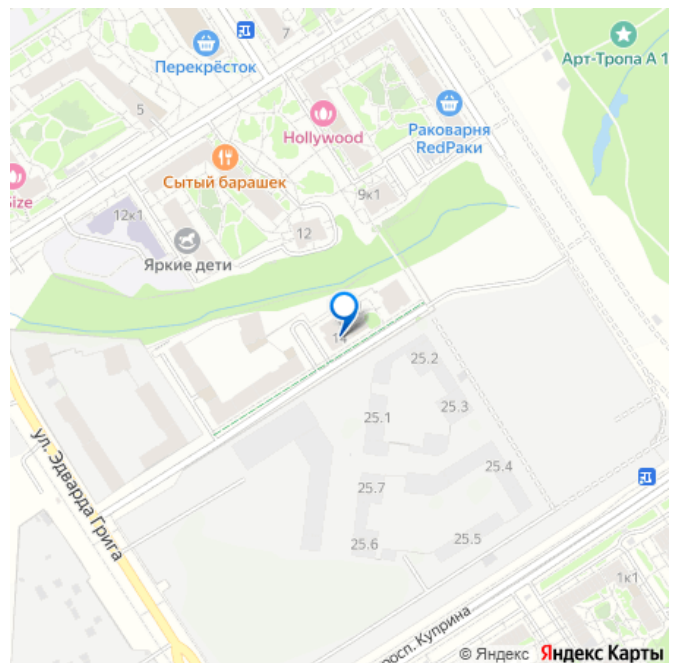 7
Перекрёсток
Арт-Тропа А 1
5
Hollywood
Раковарня
RedРаки
Сытый барашек
9к1
Size
12к1
12
Яркие дети
14
25.2
25.3
25.1
ул. Эдварда Грига
25.4
25.7
25.5
25.6
1к1
просп. Куприна
© Яндекс Яндекс Карты